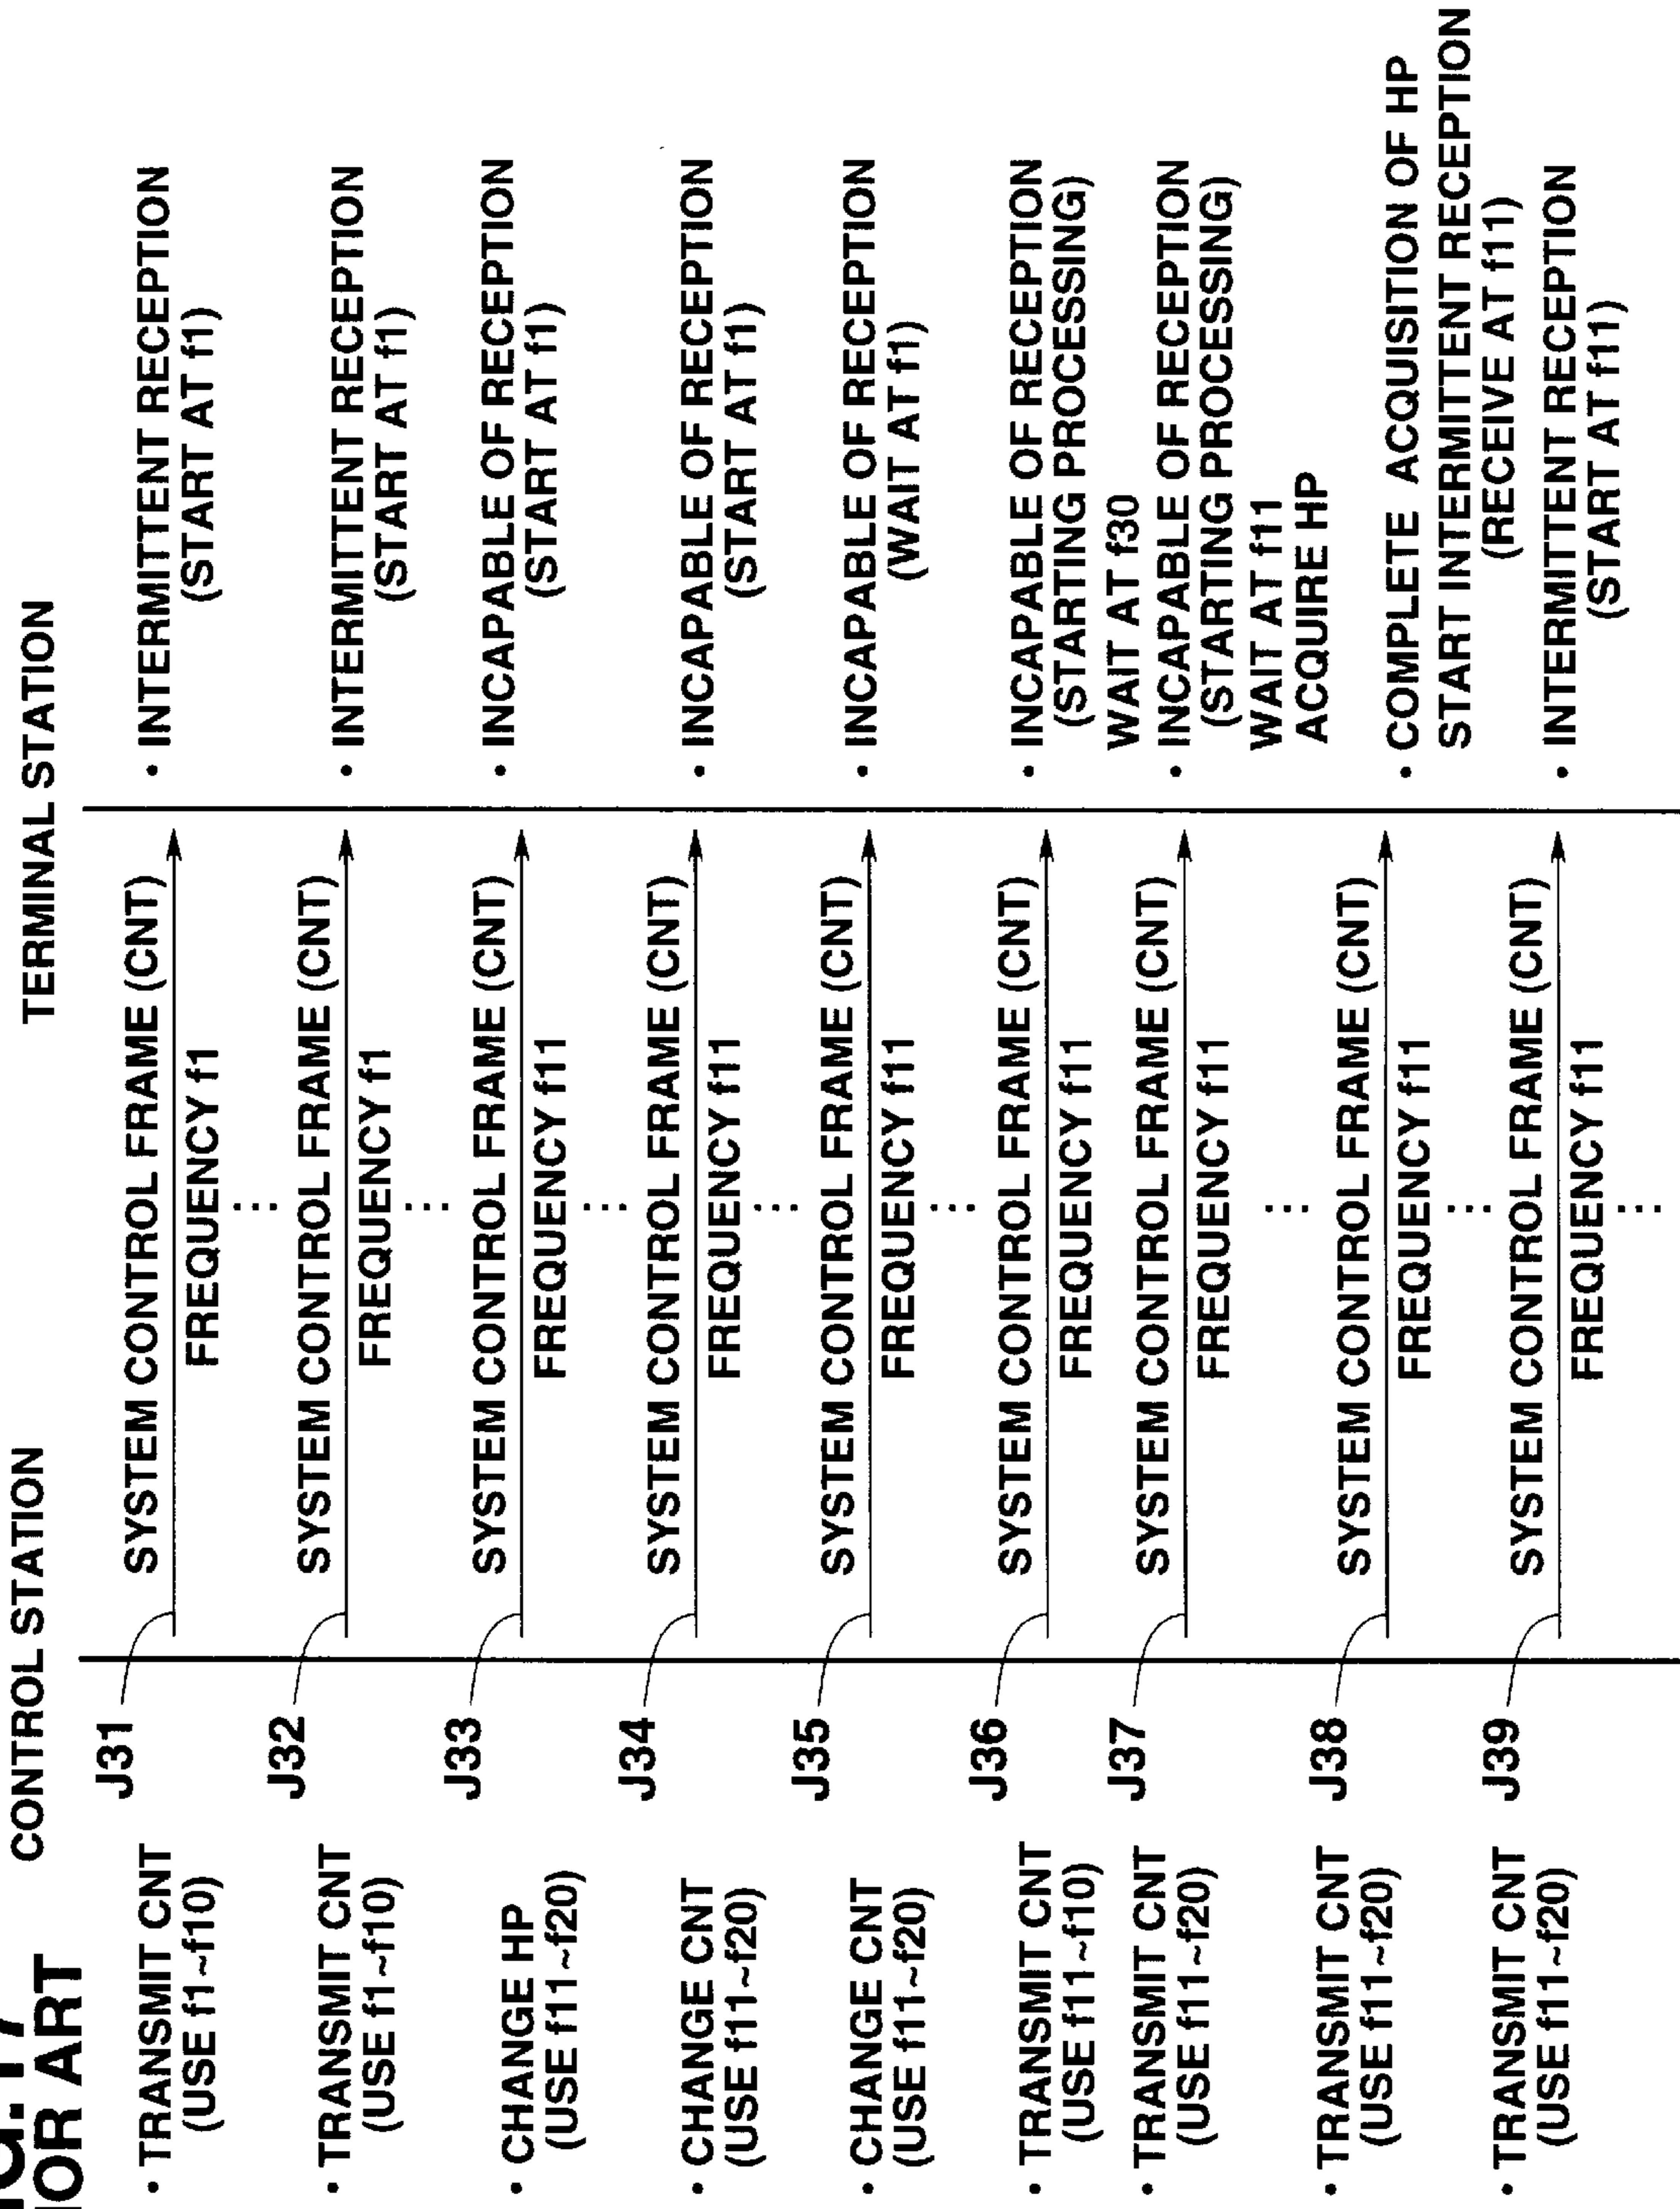 PRIOR ART
CONTROL STATION
TERMINAL STATION
• TRANSMIT CNT
(USE f1~f10)
J31
SYSTEM CONTROL FRAME (CNT)
FREQUENCY f1
• INTERMITTENT RECEPTION
(START AT f1)
• TRANSMIT CNT
(USE f1~f10)
J32
SYSTEM CONTROL FRAME (CNT)
FREQUENCY f1
• INTERMITTENT RECEPTION
(START AT f1)
• CHANGE HP
(USE f11~f20)
J33
SYSTEM CONTROL FRAME (CNT)
FREQUENCY f11
• INCAPABLE OF RECEPTION
(START AT f1)
• CHANGE CNT
(USE f11~f20)
J34
SYSTEM CONTROL FRAME (CNT)
FREQUENCY f11
• INCAPABLE OF RECEPTION
(START AT f1)
• CHANGE CNT
(USE f11~f20)
J35
SYSTEM CONTROL FRAME (CNT)
FREQUENCY f11
• INCAPABLE OF RECEPTION
(WAIT AT f1)
• TRANSMIT CNT
(USE f11~f10)
J36
SYSTEM CONTROL FRAME (CNT)
FREQUENCY f11
• INCAPABLE OF RECEPTION
(STARTING PROCESSING)
WAIT AT f30
• TRANSMIT CNT
(USE f11~f20)
J37
SYSTEM CONTROL FRAME (CNT)
FREQUENCY f11
• INCAPABLE OF RECEPTION
(STARTING PROCESSING)
WAIT AT f11
ACQUIRE HP
• TRANSMIT CNT
(USE f11~f20)
J38
SYSTEM CONTROL FRAME (CNT)
FREQUENCY f11
• COMPLETE ACQUISITION OF HP
START INTERMITTENT RECEPTION
(RECEIVE AT f11)
• TRANSMIT CNT
(USE f11~f20)
J39
SYSTEM CONTROL FRAME (CNT)
FREQUENCY f11
• INTERMITTENT RECEPTION
(START AT f11)